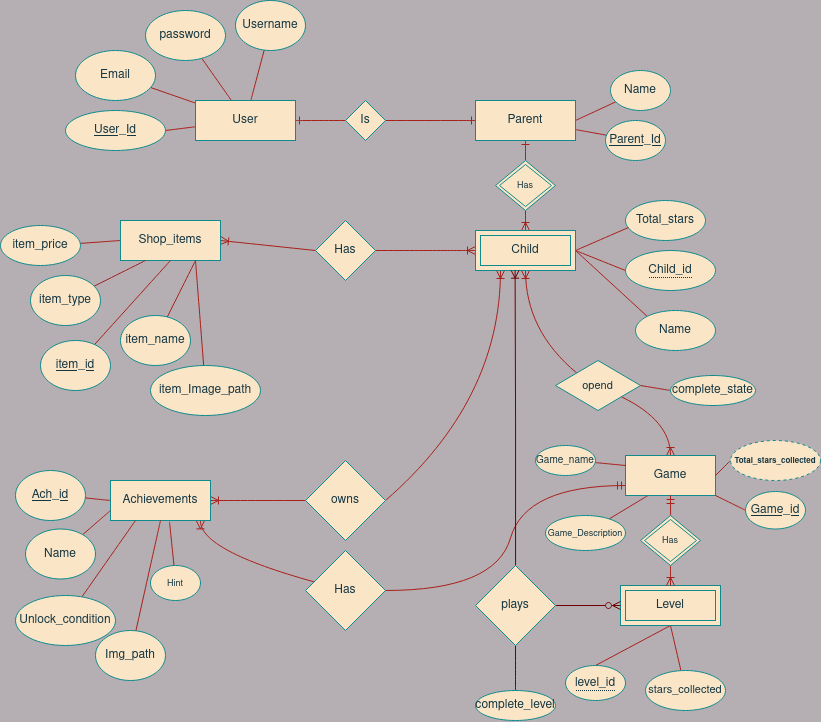 Username
password
Email
User_Id
User
Is
Parent
Name
Parent_Id
Has
item_price
Shop_items
Has
Child
Total_stars
Child_id
Name
item_type
item_name
item_id
item_Image_path
opend
complete_state
Game_name
Game
Total_stars_collected
Game_id
Game_Description
Has
Ach_id
Achievements
owns
Name
Hint
Has
Unlock_condition
Img_path
plays
Level
level_id
stars_collected
complete_level